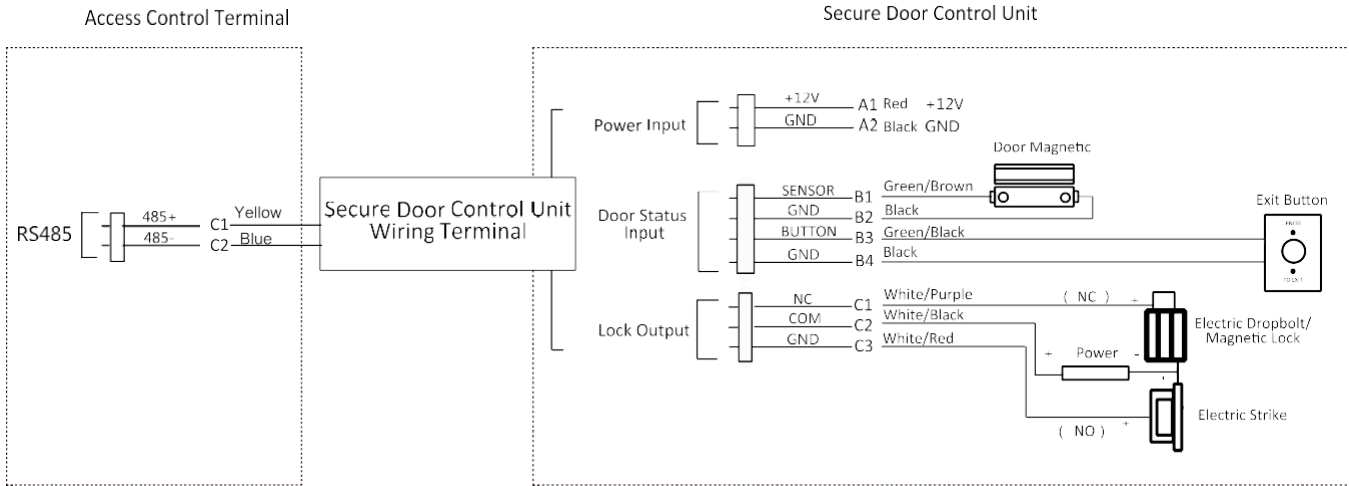 Access Control Terminal
Secure Door Control Unit
RS485
485+ C1 Yellow
485- C2 Blue
Secure Door Control Unit
Wiring Terminal
Power Input
+12V A1 Red +12V
GND A2 Black GND
Door Status
Input
SENSOR B1 Green/Brown
GND B2 Black
BUTTON B3 Green/Black
GND B4 Black
Door Magnetic
Exit Button
PRESS
TO EXIT
Lock Output
NC C1 White/Purple ( NC ) +
COM C2 White/Black
GND C3 White/Red
+ Power -
Electric Dropbolt/
Magnetic Lock
-
( NO ) +
Electric Strike